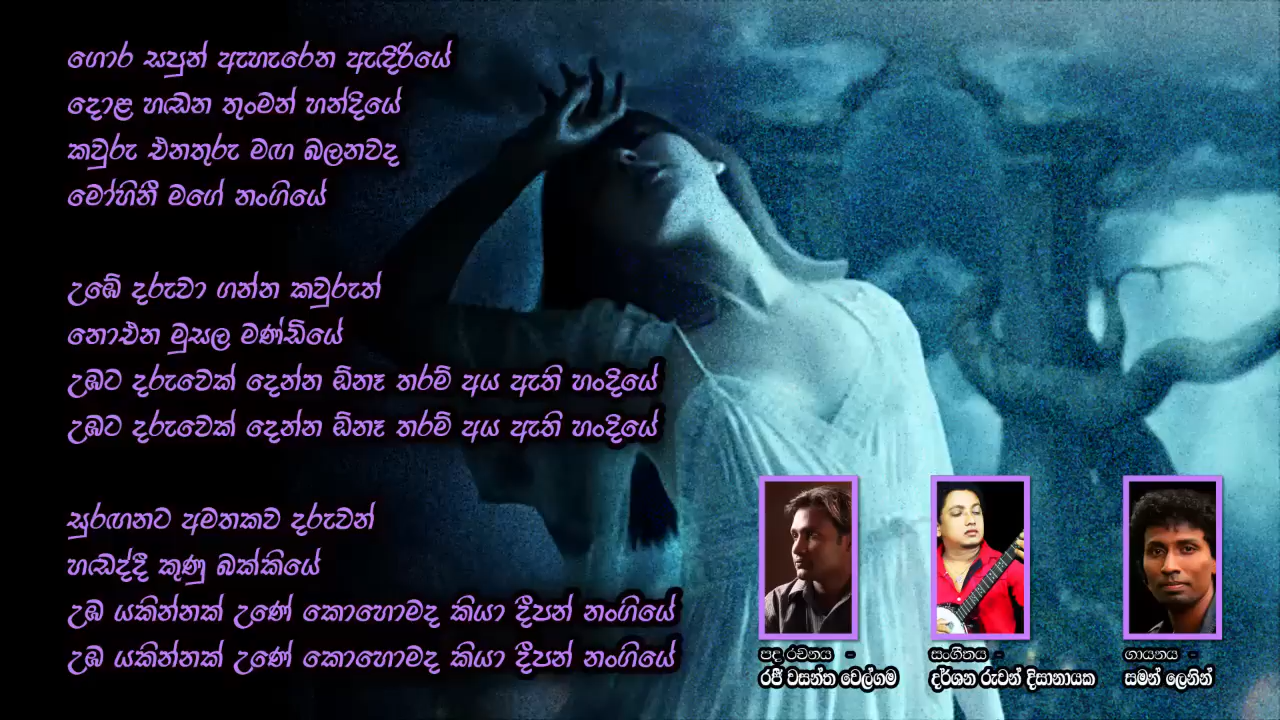 ගොර සපුන් ඇහැරෙන ඇඳිරියේ
දොළ හඬන තුංමන් හන්දියේ
කවුරු එනතුරු මඟ බලනවද
මෝහිනී මගේ නංගියේ
උඹේ දරුවා ගන්න කවුරුත්
නොඑන මුසල මණ්ඩියේ
උඹට දරුවෙක් දෙන්න ඕනෑ තරම් අය ඇති හංදියේ
උඹට දරුවෙක් දෙන්න ඕනෑ තරම් අය ඇති හංදියේ
සුරඟනට අමතකව දරුවන්
හඬද්දී කුණු බක්කියේ
උඹ යකින්නක් උණේ කොහොමද කියා දීපන් නංගියේ
උඹ යකින්නක් උණේ කොහොමද කියා දීපන් නංගියේ
පද රචනය -
රජී වසන්ත වෙල්ගම
සංගීතය -
දර්ශන රුවන් දිසානායක
ගායනය -
සමන් ලෙනින්